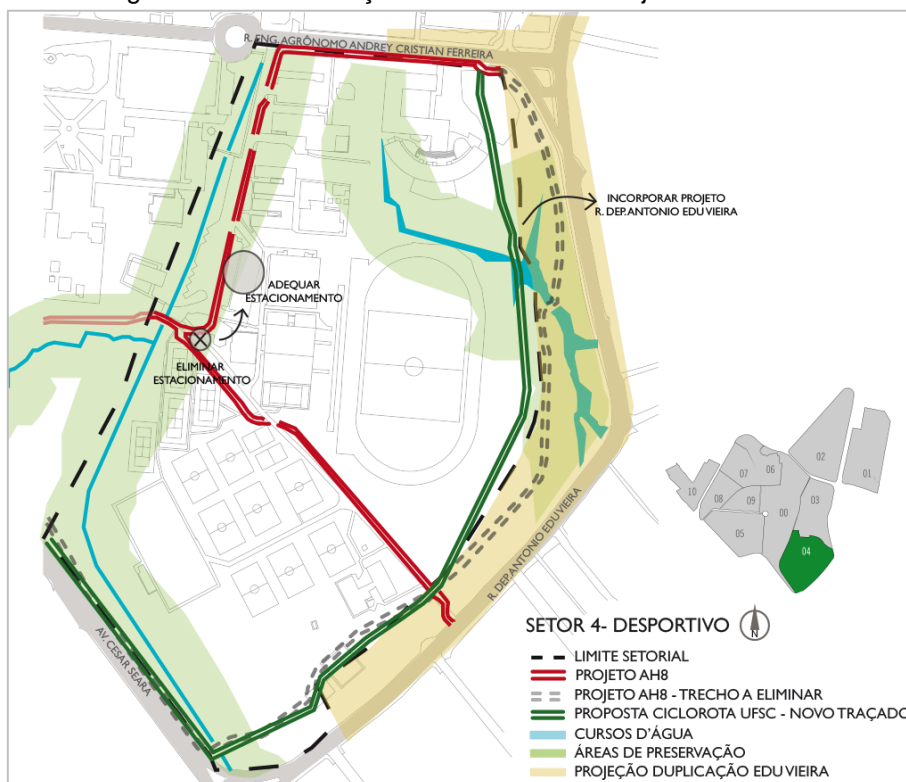 R. ENG. AGRÔNOMO ANDREY CRISTIAN FERREIRA
INCORPORAR PROJETO
R. DEP. ANTONIO EDU VIEIRA
ADEQUAR
ESTACIONAMENTO
ELIMINAR
ESTACIONAMENTO
R. DEP. ANTONIO EDU VIEIRA
AV. CESAR SEARA
06
07
02
01
10
08
09
03
00
05
04
SETOR 4- DESPORTIVO
N
LIMITE SETORIAL
PROJETO AH8
PROJETO AH8 - TRECHO A ELIMINAR
PROPOSTA CICLOROTA UFSC - NOVO TRAÇADO
CURSOS D'ÁGUA
ÁREAS DE PRESERVAÇÃO
PROJEÇÃO DUPLICAÇÃO EDU VIEIRA